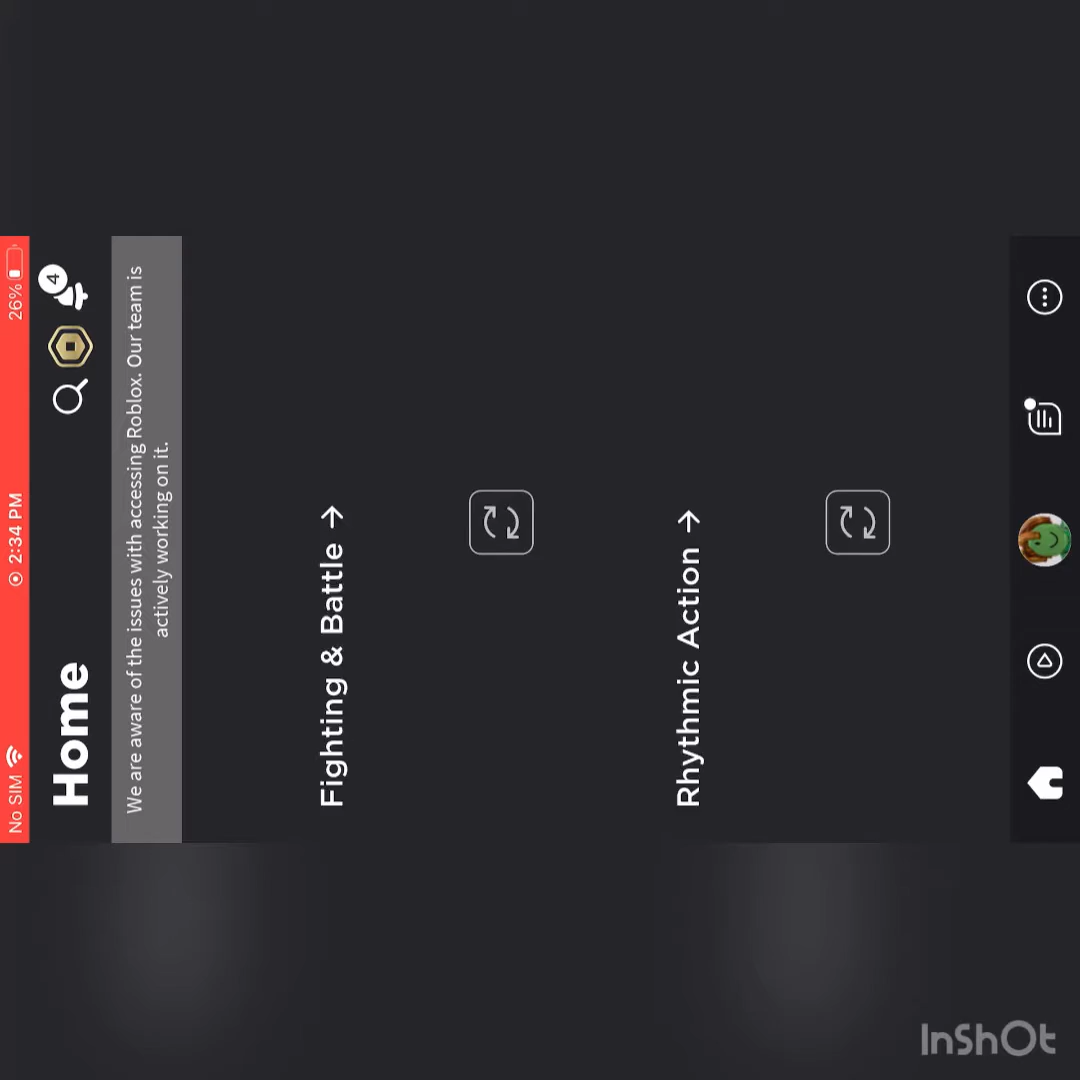 No SIM 2:34 PM 26%
Home
4
We are aware of the issues with accessing Roblox. Our team is
actively working on it.
Fighting & Battle →
Rhythmic Action →
InShOt